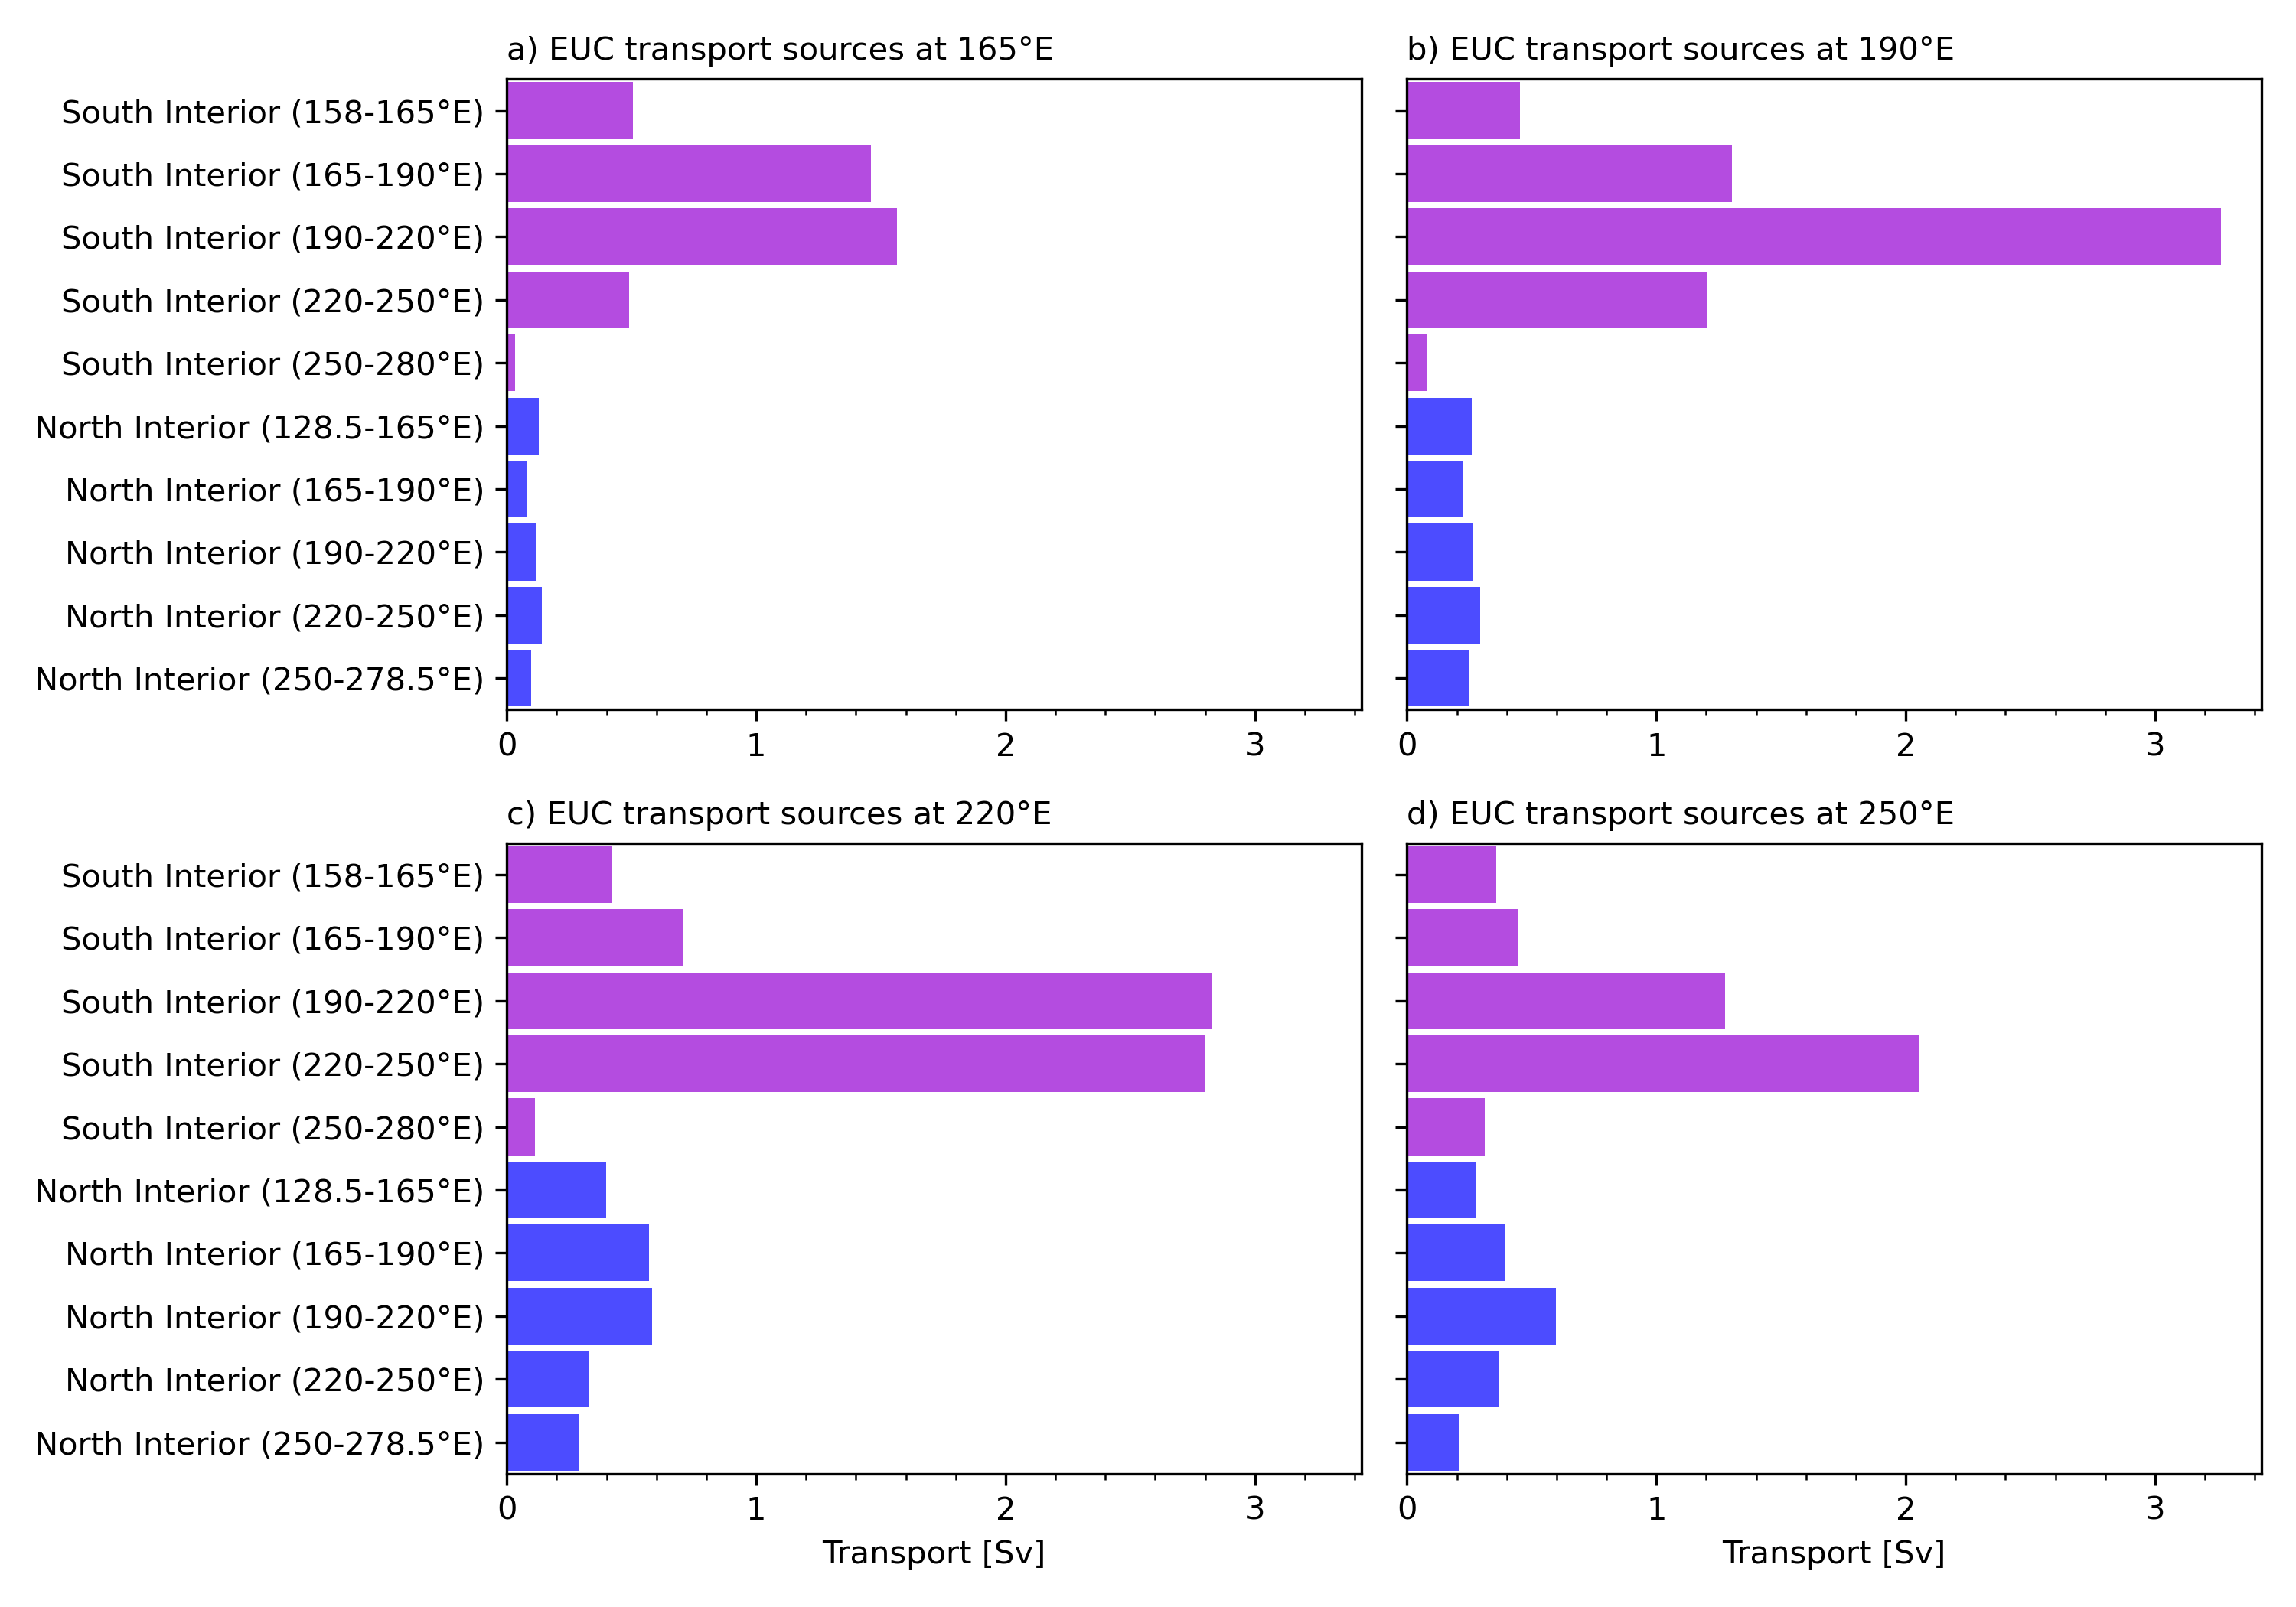 a) EUC transport sources at 165°E
b) EUC transport sources at 190°E
South Interior (158-165°E)
South Interior (165-190°E)
South Interior (190-220°E)
South Interior (220-250°E)
South Interior (250-280°E)
North Interior (128.5-165°E)
North Interior (165-190°E)
North Interior (190-220°E)
North Interior (220-250°E)
North Interior (250-278.5°E)
0 1 2 3
0 1 2 3
c) EUC transport sources at 220°E
d) EUC transport sources at 250°E
South Interior (158-165°E)
South Interior (165-190°E)
South Interior (190-220°E)
South Interior (220-250°E)
South Interior (250-280°E)
North Interior (128.5-165°E)
North Interior (165-190°E)
North Interior (190-220°E)
North Interior (220-250°E)
North Interior (250-278.5°E)
0 1 2 3
0 1 2 3
Transport [Sv]
Transport [Sv]